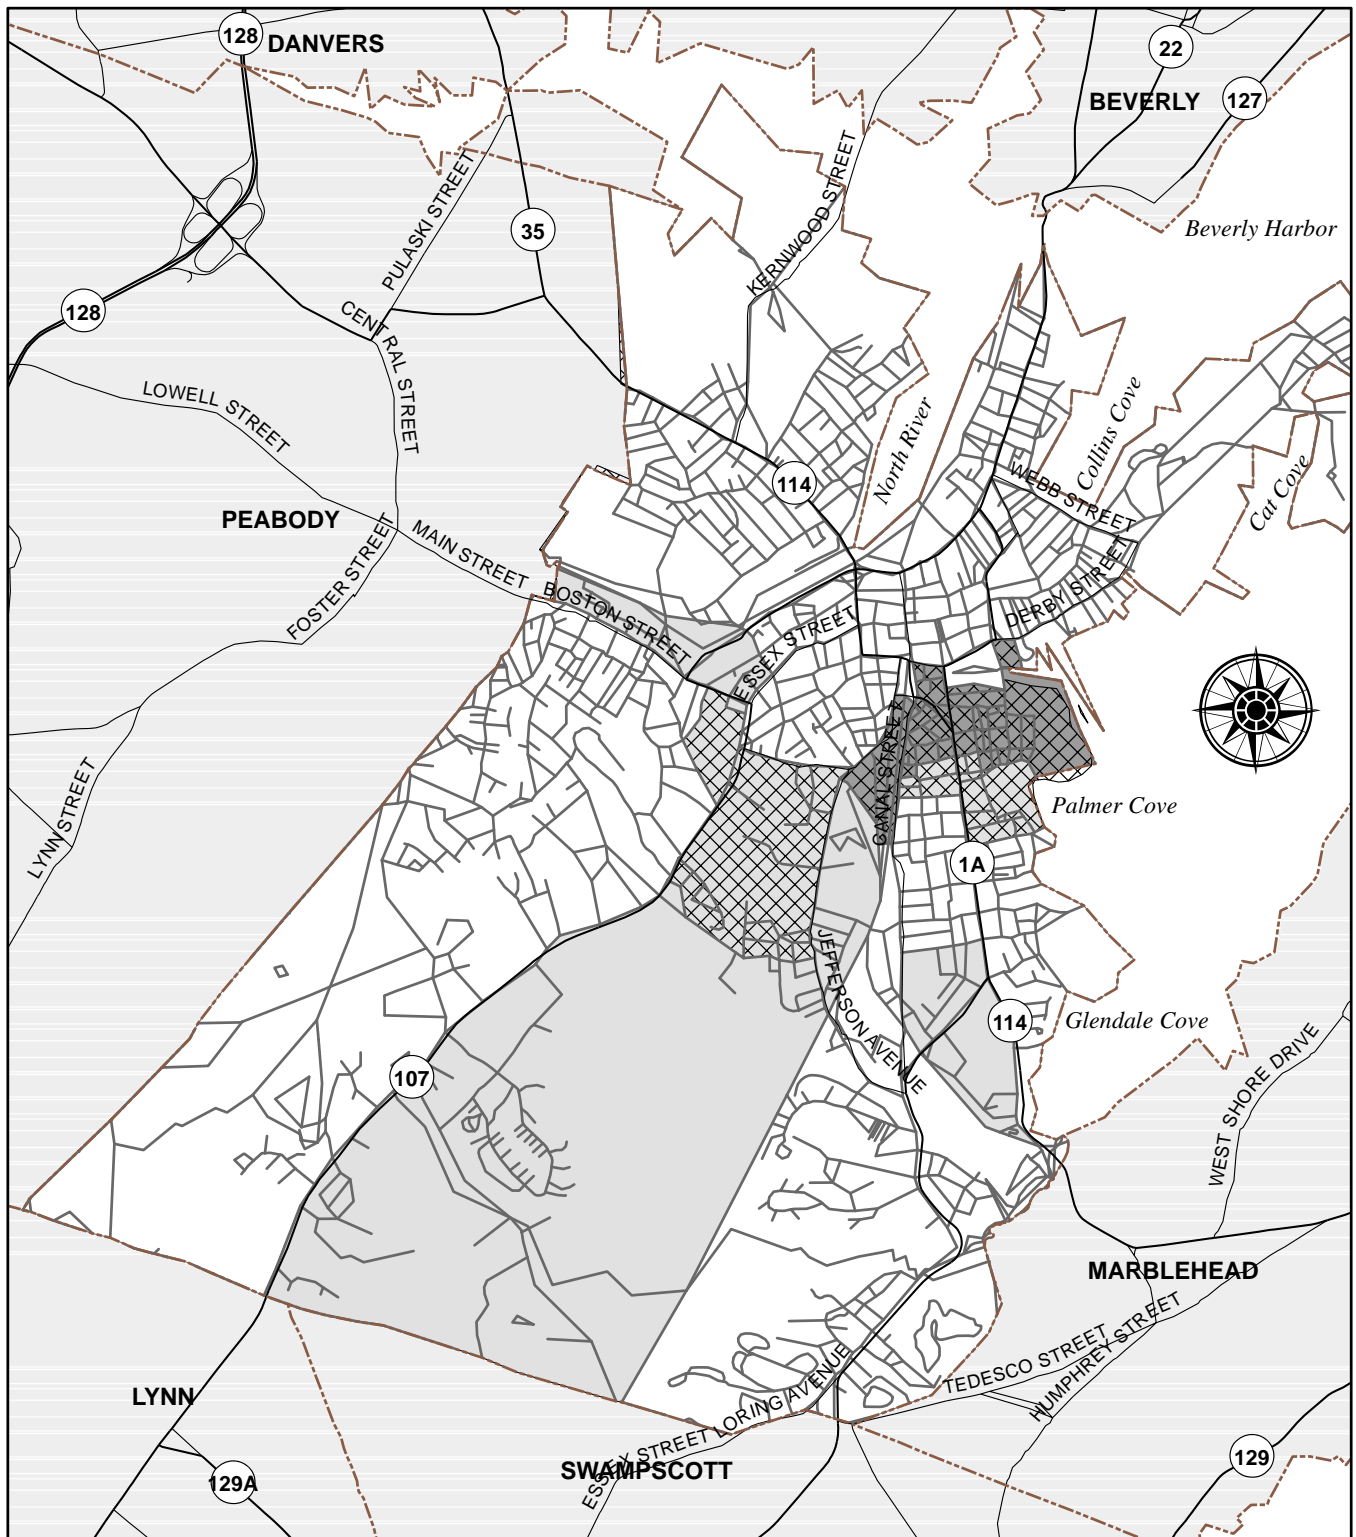 128
DANVERS
22
BEVERLY
127
KERNWOOD STREET
PULASKI STREET
35
Beverly Harbor
128
CENTRAL STREET
LOWELL STREET
North River
Collins Cove
114
WEBB STREET
Cat Cove
PEABODY
MAIN STREET
FOSTER STREET
BOSTON STREET
ESSEX STREET
DERBY STREET
CANAL STREET
LYNN STREET
Palmer Cove
1A
JEFFERSON AVENUE
114
Glendale Cove
107
WEST SHORE DRIVE
MARBLEHEAD
TEDESCO STREET
HUMPHREY STREET
LYNN
LORING AVENUE
ESSEX STREET
SWAMPSCOTT
129
129A